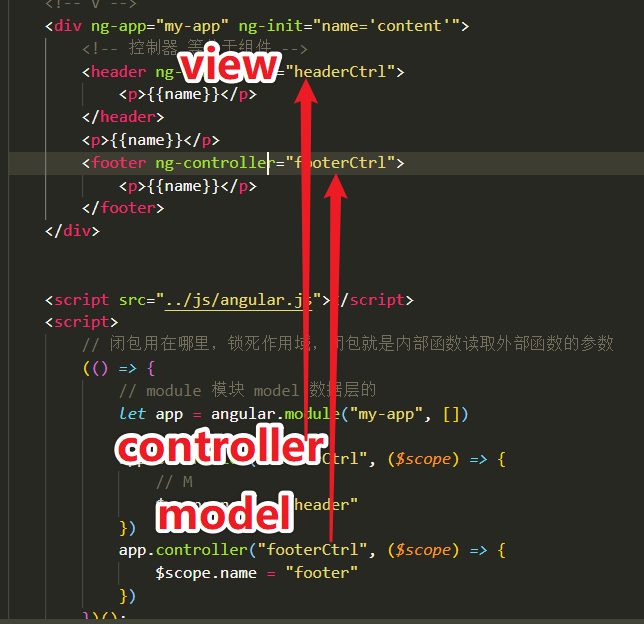 <!-- V -->
<div ng-app="my-app" ng-init="name='content'">
<!-- 控制器 等 于组件 -->
<header ng- ="headerCtrl">
view
<p>{{name}}</p>
</header>
<p>{{name}}</p>
<footer ng-controller="footerCtrl">
<p>{{name}}</p>
</footer>
</div>
<script src="../js/angular.js"></script>
<script>
// 闭包用在哪里，锁死作用域，闭包就是内部函数读取外部函数的参数
(() => {
// module 模块 model 数据层的
let app = angular.module("my-app", [])
controller
Ctrl", ($scope) => {
// M
header"
model
})
app.controller("footerCtrl", ($scope) => {
$scope.name = "footer"
})
})();